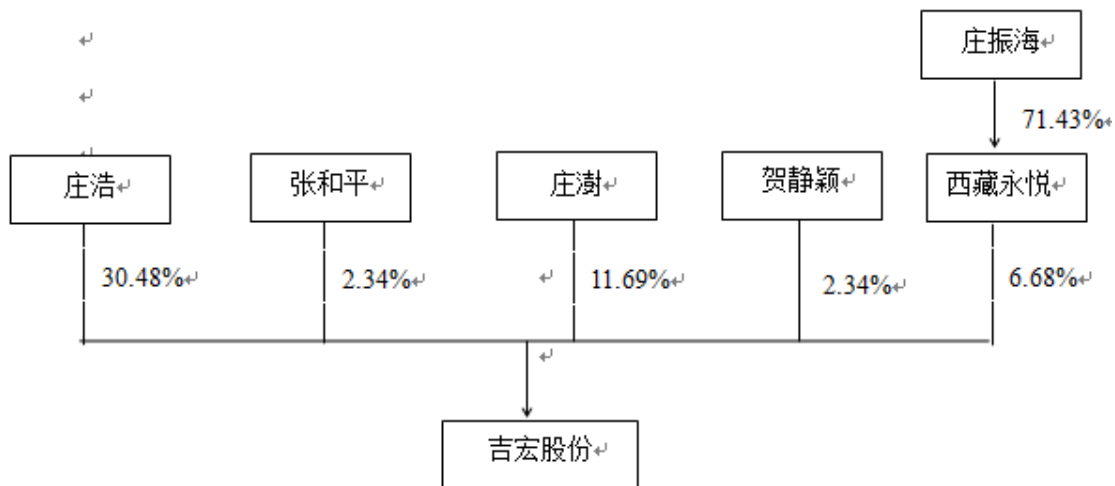 庄振海
71.43%
庄浩
张和平
庄澍
贺静颖
西藏永悦
30.48%
2.34%
11.69%
2.34%
6.68%
吉宏股份